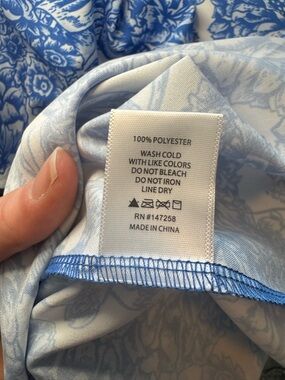 100% POLYESTER
WASH COLD
WITH LIKE COLORS
DO NOT BLEACH
DO NOT IRON
LINE DRY
RN #147258
MADE IN CHINA